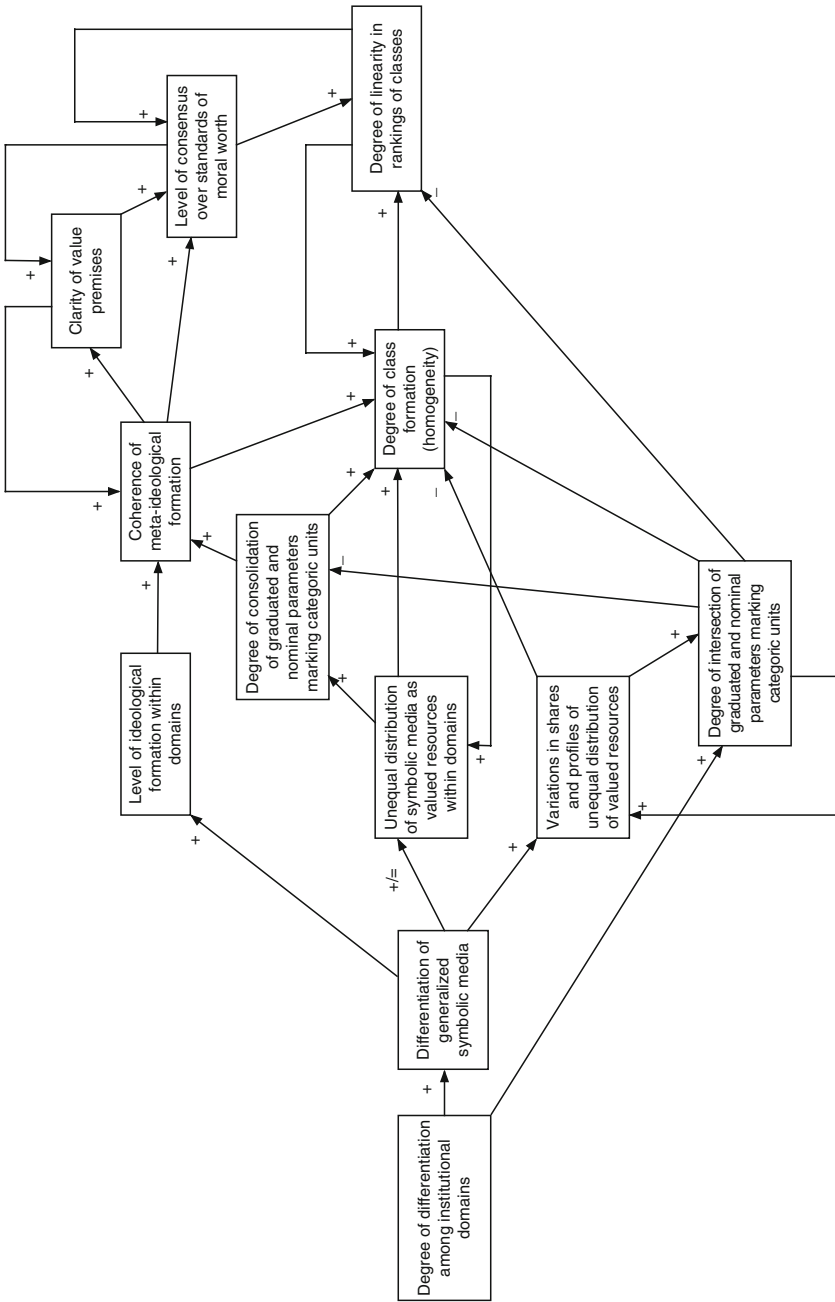 Degree of differentiation
among institutional
domains
+
Differentiation of
generalized
symbolic media
+
+/=
+
Level of ideological
formation within
domains
+
Unequal distribution
of symbolic media as
valued resources
within domains
+
+
+
Variations in shares
and profiles of
unequal distribution
of valued resources
+
+
–
Degree of consolidation
of graduated and
nominal parameters
marking categoric units
–
+
+
Degree of intersection of
graduated and nominal
parameters marking
categoric units
+
–
–
Coherence of
meta-ideological
formation
+
+
+
+
Degree of class
formation
(homogeneity)
+
+
Clarity of value
premises
+
+
Level of consensus
over standards of
moral worth
+
+
Degree of linearity in
rankings of classes